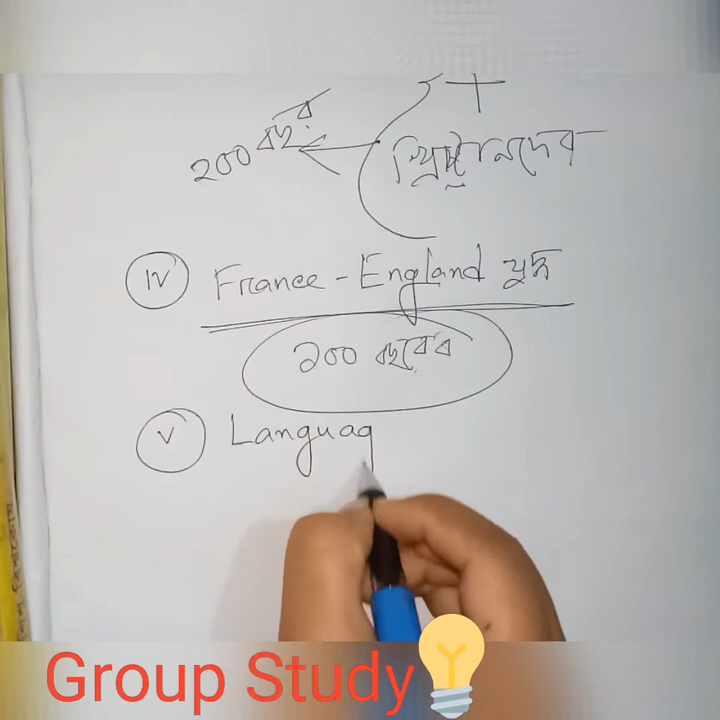 +
২০০ বছর
খ্রিষ্টানদের
IV France - England যুদ্ধ
১০০ বছরের
V Languag
Group Study